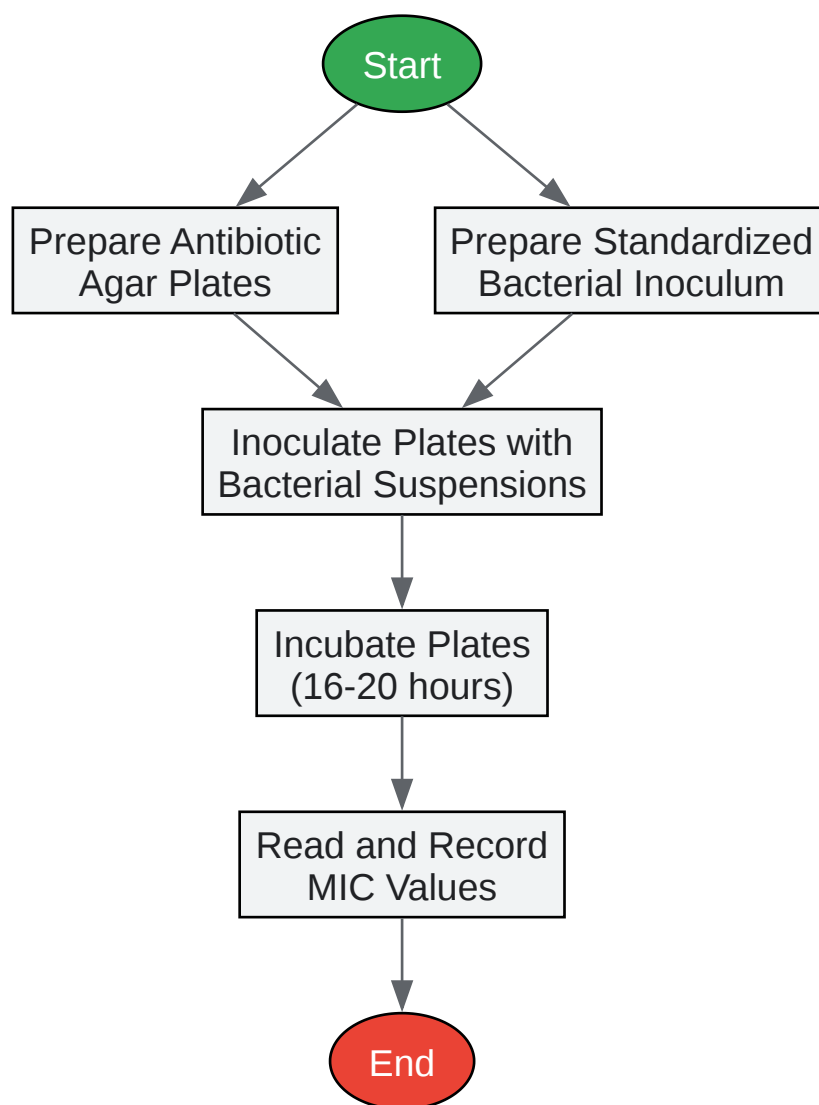 Start
Prepare Antibiotic
Agar Plates
Prepare Standardized
Bacterial Inoculum
Inoculate Plates with
Bacterial Suspensions
Incubate Plates
(16-20 hours)
Read and Record
MIC Values
End